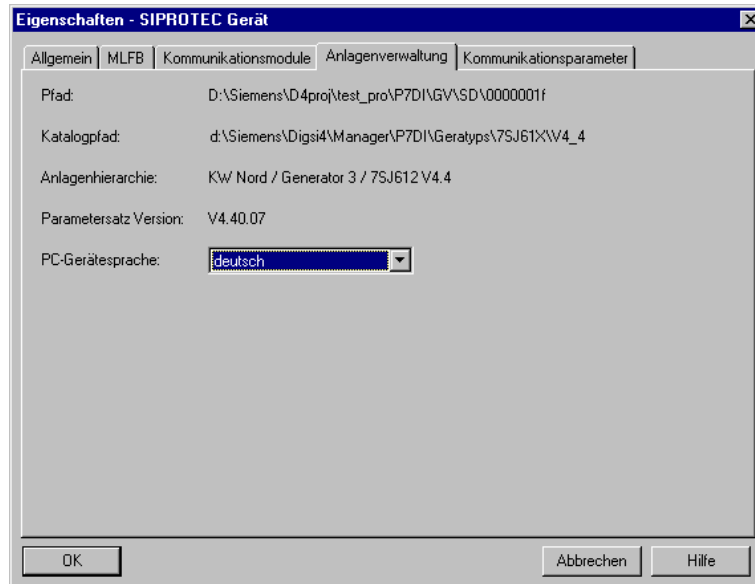 Eigenschaften - SIPROTEC Gerät
Allgemein MLFB Kommunikationsmodule Anlagenverwaltung Kommunikationsparameter
Pfad: D:\Siemens\D4proj\test_pro\P7DI\GV\SD\0000001f
Katalogpfad: d:\Siemens\Digsi4\Manager\P7DI\Geratyps\7SJ61X\V4_4
Anlagenhierarchie: KW Nord / Generator 3 / 7SJ612 V4.4
Parametersatz Version: V4.40.07
PC-Gerätesprache: deutsch
OK Abbrechen Hilfe